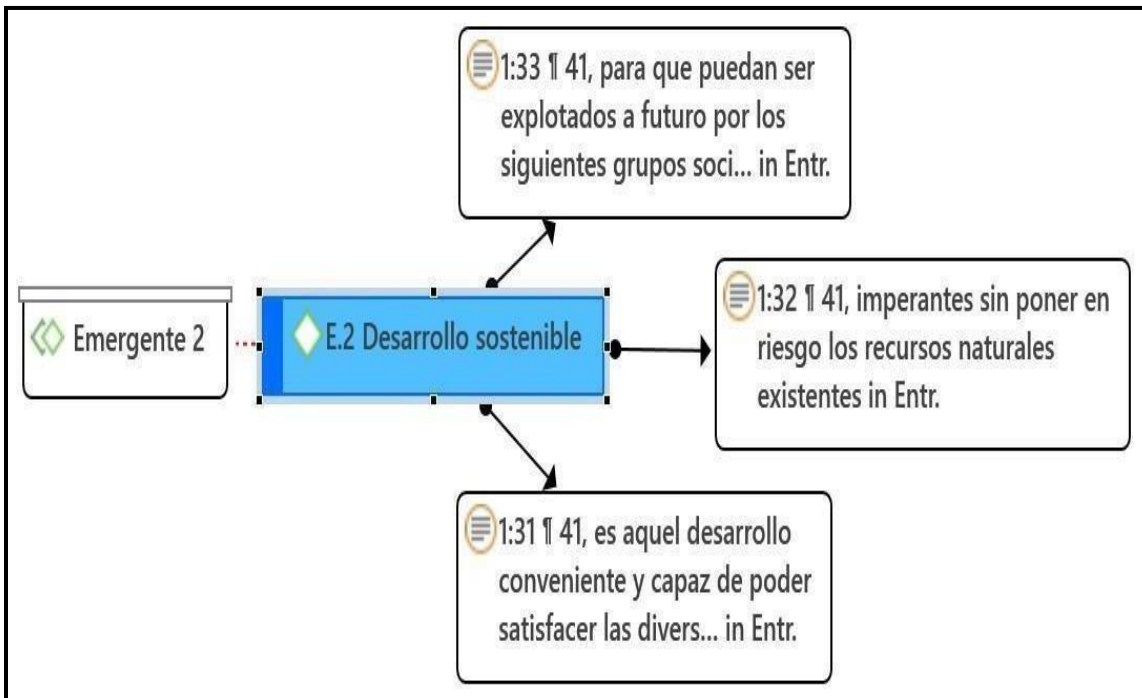 1:33 ¶ 41, para que puedan ser
explotados a futuro por los
siguientes grupos soci... in Entr.
Emergente 2
E.2 Desarrollo sostenible
1:32 ¶ 41, imperantes sin poner en
riesgo los recursos naturales
existentes in Entr.
1:31 ¶ 41, es aquel desarrollo
conveniente y capaz de poder
satisfacer las divers... in Entr.